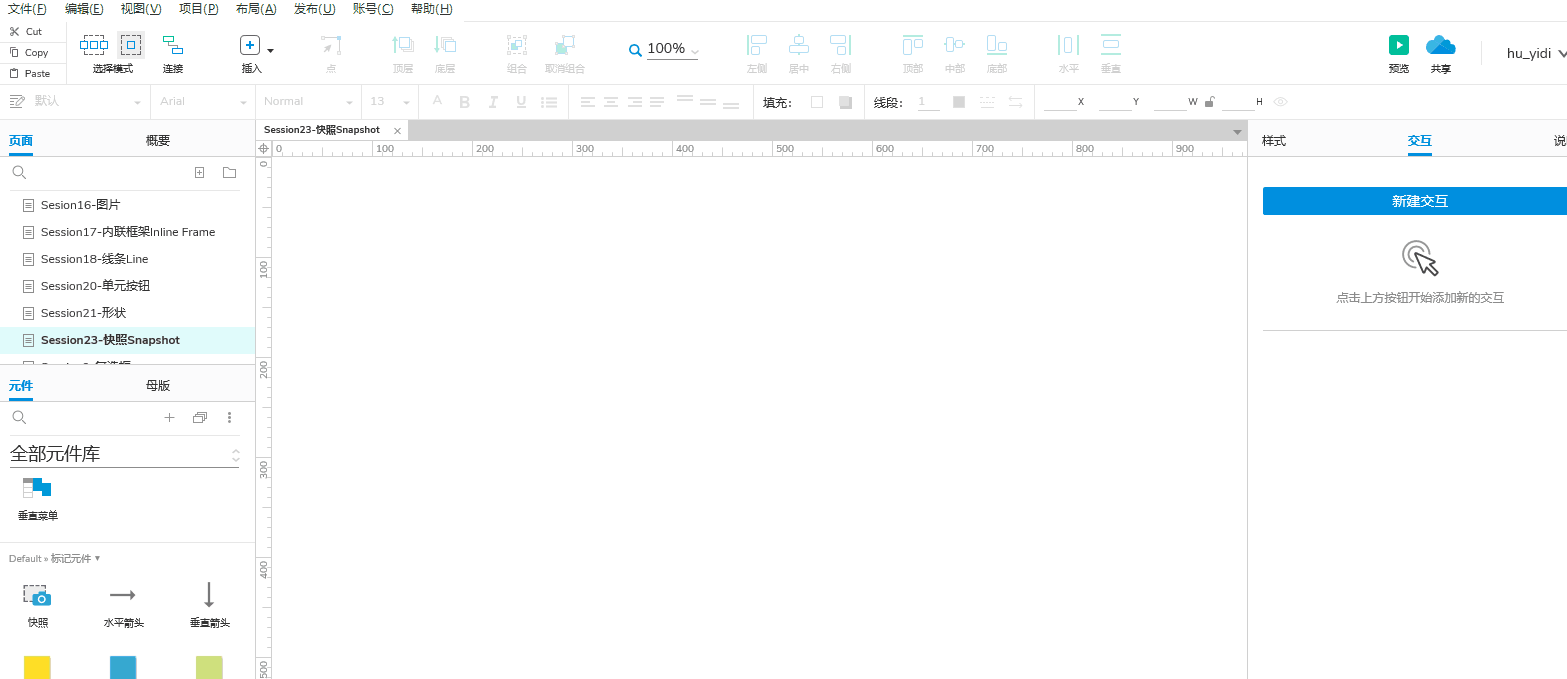 文件(F) 编辑(E) 视图(V) 项目(P) 布局(A) 发布(U) 账号(C) 帮助(H)
Cut
Copy
Paste
选择模式 连接 插入 点 顶层 底层 组合 取消组合 100% 左侧 居中 右侧 顶部 中部 底部 水平 垂直 预览 共享 hu_yidi
默认 Arial Normal 13 A B I U 填充: 线段: 1 X Y W H
页面 概要
Session23-快照Snapshot
样式 交互
0 100 200 300 400 500 600 700 800 900
0
100
200
300
400
500
Sesion16-图片
Session17-内联框架Inline Frame
Session18-线条Line
Session20-单元按钮
Session21-形状
Session23-快照Snapshot
元件 母版
全部元件库
垂直菜单
Default » 标记元件 ▾
快照 水平箭头 垂直箭头
新建交互
点击上方按钮开始添加新的交互